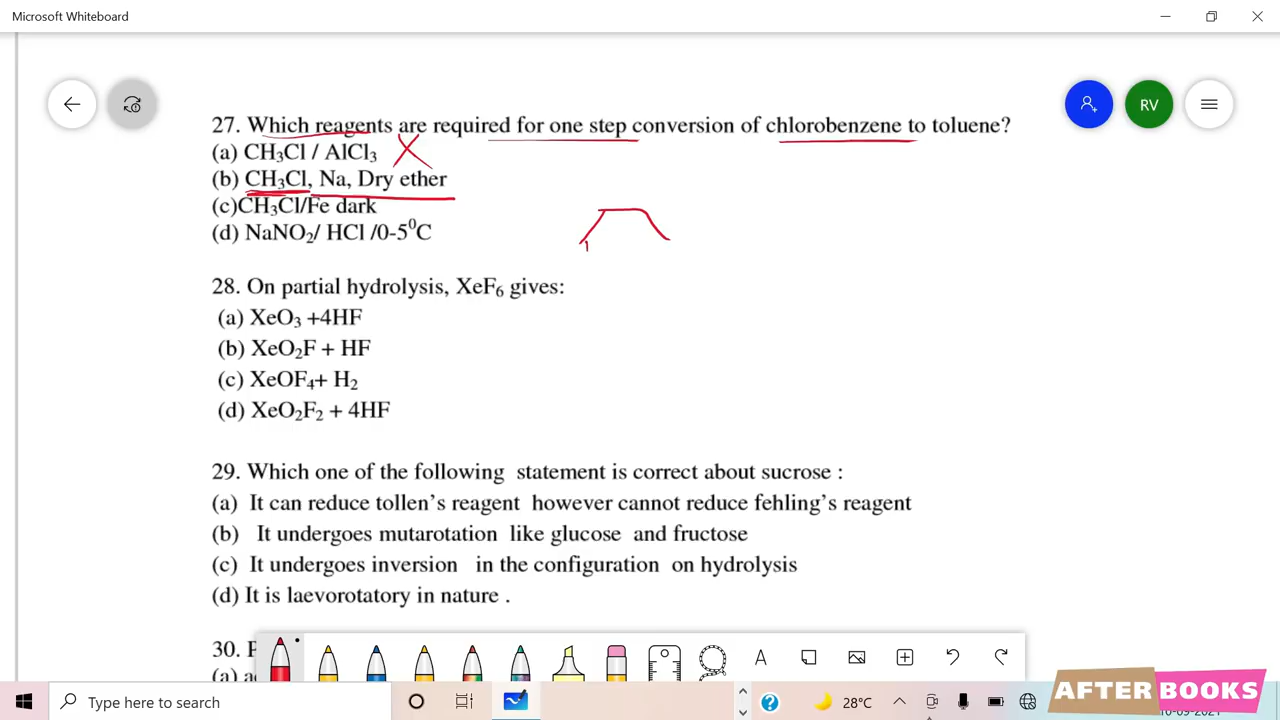 Microsoft Whiteboard
RV
27. Which reagents are required for one step conversion of chlorobenzene to toluene?
(a) CH₃Cl / AlCl₃
(b) CH₃Cl, Na, Dry ether
(c)CH₃Cl/Fe dark
(d) NaNO₂/ HCl /0-5⁰C
28. On partial hydrolysis, XeF₆ gives:
(a) XeO₃ +4HF
(b) XeO₂F + HF
(c) XeOF₄+ H₂
(d) XeO₂F₂ + 4HF
29. Which one of the following statement is correct about sucrose :
(a) It can reduce tollen's reagent however cannot reduce fehling's reagent
(b) It undergoes mutarotation like glucose and fructose
(c) It undergoes inversion in the configuration on hydrolysis
(d) It is laevorotatory in nature .
30.
(a)
A
Type here to search
28°C
AFTER BOOKS